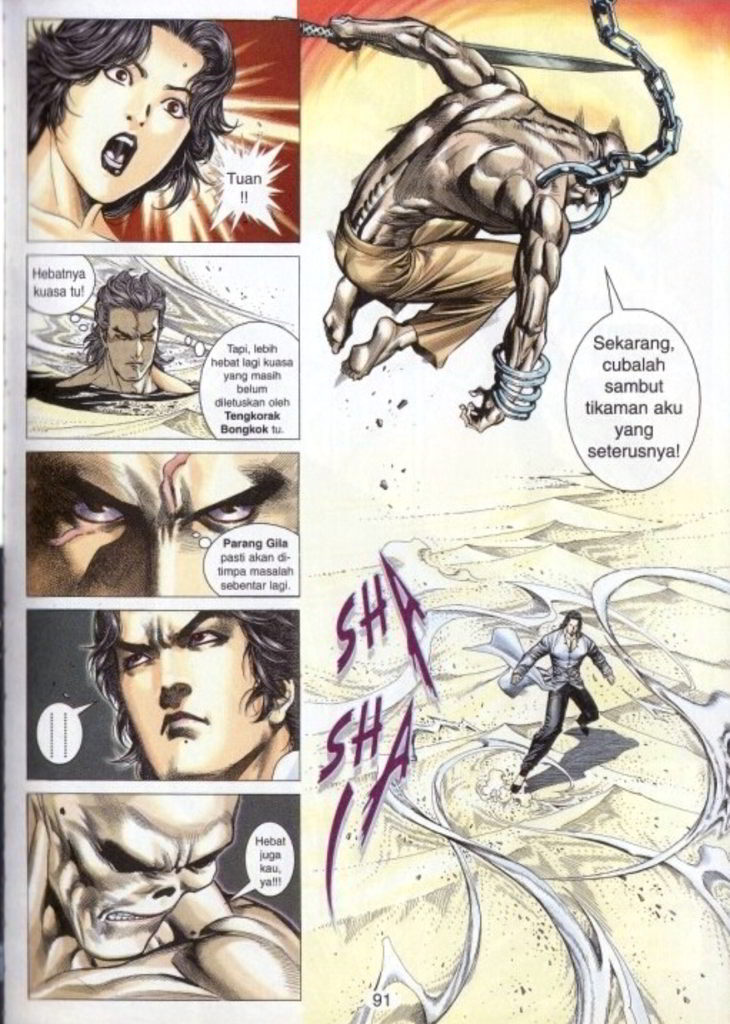 Tuan
!!
Hebatnya
kuasa tu!
Tapi, lebih
hebat lagi kuasa
yang masih
belum
diletuskan oleh
Tengkorak
Bongkok tu.
Parang Gila
pasti akan di-
timpa masalah
sebentar lagi.
Hebat
juga
kau,
ya!!!
Sekarang,
cubalah
sambut
tikaman aku
yang
seterusnya!
SHA
SHA
91